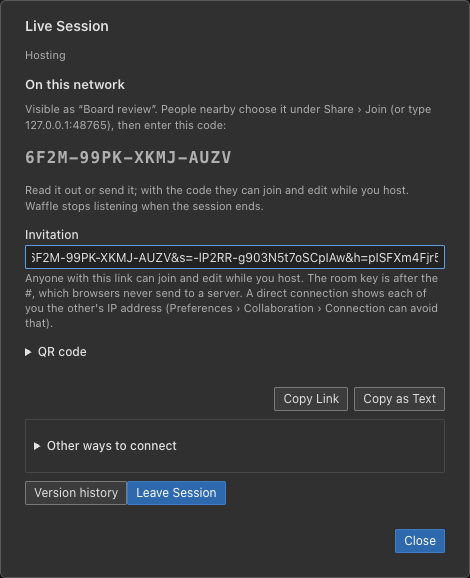 Live Session
Hosting
On this network
Visible as “Board review”. People nearby choose it under Share › Join (or type
127.0.0.1:48765), then enter this code:
6F2M-99PK-XKMJ-AUZV
Read it out or send it; with the code they can join and edit while you host.
Waffle stops listening when the session ends.
Invitation
6F2M-99PK-XKMJ-AUZV&s=-IP2RR-g903N5t7oSCpIAw&h=pISFXm4Fjr5
Anyone with this link can join and edit while you host. The room key is after the
#, which browsers never send to a server. A direct connection shows each of
you the other's IP address (Preferences › Collaboration › Connection can avoid
that).
QR code
Copy Link
Copy as Text
Other ways to connect
Version history
Leave Session
Close